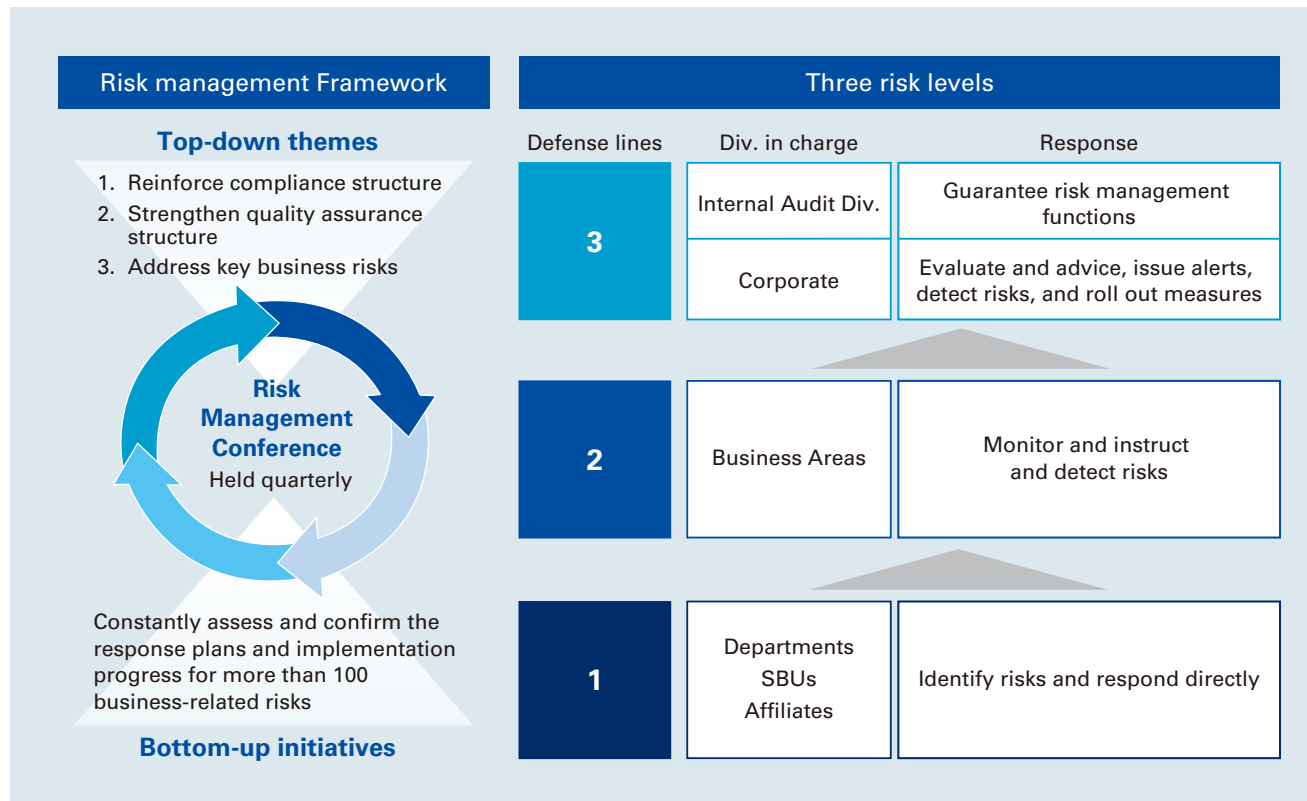 Risk management Framework
Top-down themes
1. Reinforce compliance structure
2. Strengthen quality assurance
structure
3. Address key business risks
Risk
Management
Conference
Held quarterly
Constantly assess and confirm the
response plans and implementation
progress for more than 100
business-related risks
Bottom-up initiatives
Three risk levels
Defense lines
Div. in charge
Response
3
Internal Audit Div.
Guarantee risk management
functions
Corporate
Evaluate and advice, issue alerts,
detect risks, and roll out measures
2
Business Areas
Monitor and instruct
and detect risks
1
Departments
SBUs
Affiliates
Identify risks and respond directly